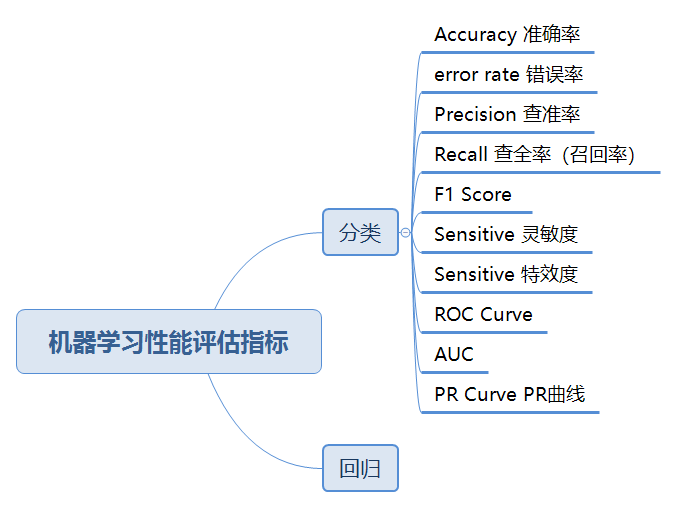 Accuracy 准确率
error rate 错误率
Precision 查准率
Recall 查全率（召回率）
F1 Score
分类
Sensitive 灵敏度
Sensitive 特效度
ROC Curve
机器学习性能评估指标
AUC
PR Curve PR曲线
回归